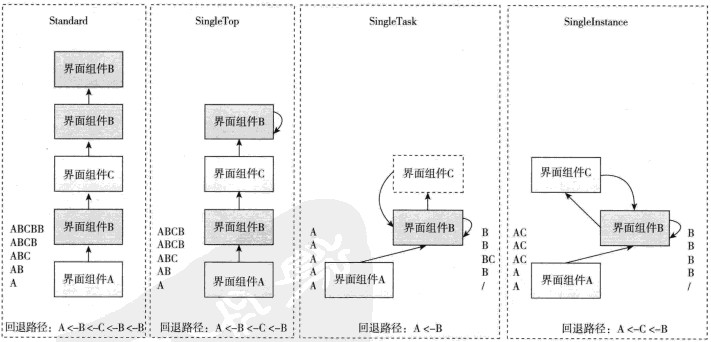 Standard
界面组件B
界面组件B
界面组件C
界面组件B
界面组件A
ABCBB
ABCB
ABC
AB
A
回退路径：A <-B <-C <-B <-B
SingleTop
界面组件B
界面组件C
界面组件B
界面组件A
ABCB
ABCB
ABC
AB
A
回退路径：A <-B <-C <-B
SingleTask
界面组件C
界面组件B
界面组件A
A
A
A
A
A
B
B
BC
B
/
回退路径：A <-B
SingleInstance
界面组件C
界面组件B
界面组件A
AC
AC
AC
A
A
B
B
B
B
/
回退路径：A <-C <-B